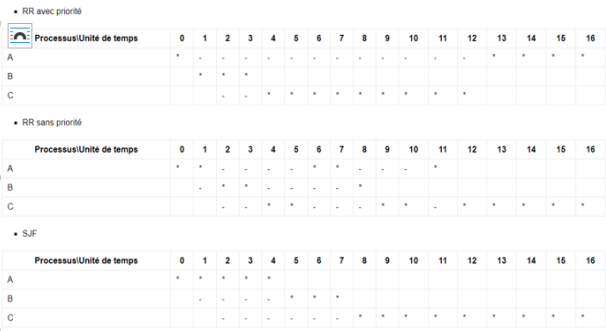 RR avec priorité
Processus\Unité de temps 0 1 2 3 4 5 6 7 8 9 10 11 12 13 14 15 16
A * - - - - - - - - - - - - * * * *
B * * *
C - - * * * * * * * * *
RR sans priorité
Processus\Unité de temps 0 1 2 3 4 5 6 7 8 9 10 11 12 13 14 15 16
A * * - - - - * * - - - *
B - * * - - - - *
C - - * * - - - * * - * * * * *
SJF
Processus\Unité de temps 0 1 2 3 4 5 6 7 8 9 10 11 12 13 14 15 16
A * * * * *
B - - - - * * *
C - - - - - - * * * * * * * * *